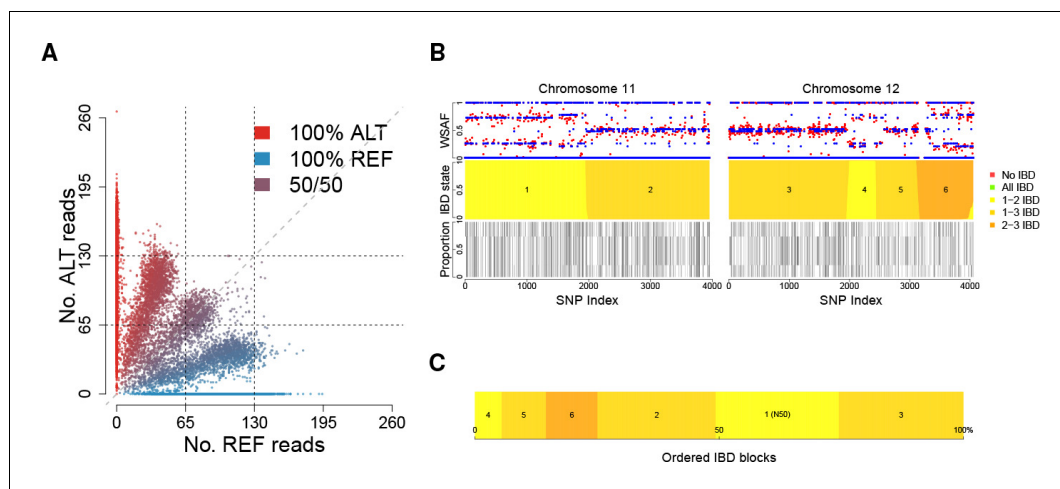 A
260
195
130
65
0
No. ALT reads
0
65
130
195
260
No. REF reads
100% ALT
100% REF
50/50
B
Chromosome 11
Chromosome 12
WSAF
1
0.5
0
IBD state
1
0.5
0
Proportion
1
0.5
0
1
2
3
4
5
6
0
1000
2000
3000
4000
SNP Index
0
1000
2000
3000
4000
SNP Index
No IBD
All IBD
1-2 IBD
1-3 IBD
2-3 IBD
C
4
5
6
2
1 (N50)
3
0
50
100%
Ordered IBD blocks